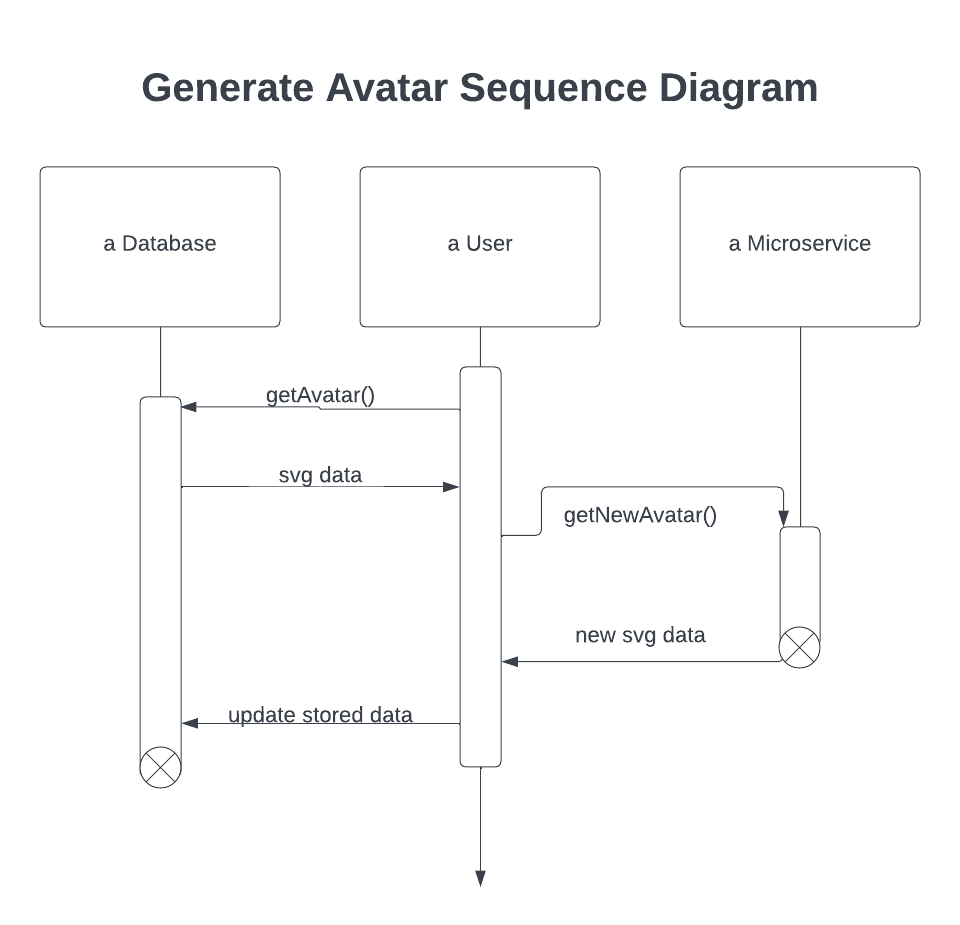 Generate Avatar Sequence Diagram
a Database
a User
a Microservice
getAvatar()
svg data
getNewAvatar()
new svg data
update stored data